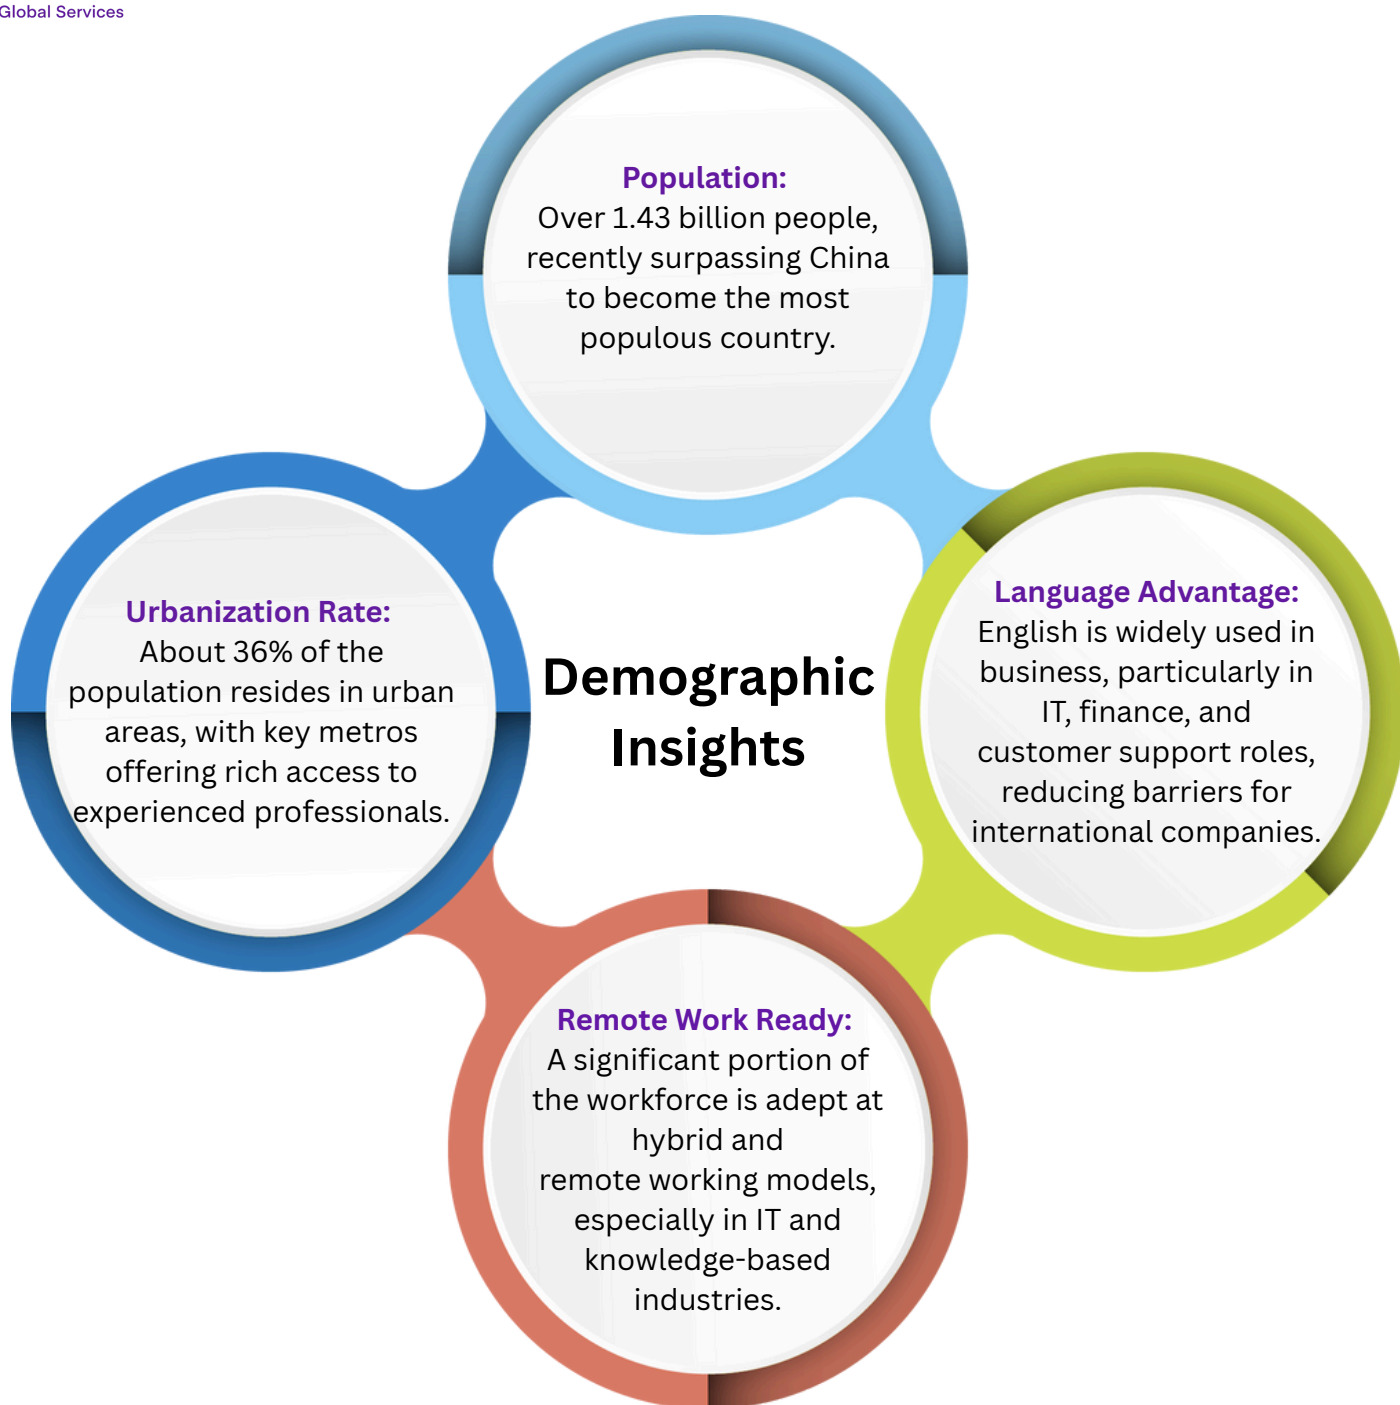 Global Services
Population:
Over 1.43 billion people,
recently surpassing China
to become the most
populous country.
Urbanization Rate:
About 36% of the
population resides in urban
areas, with key metros
offering rich access to
experienced professionals.
Demographic
Insights
Language Advantage:
English is widely used in
business, particularly in
IT, finance, and
customer support roles,
reducing barriers for
international companies.
Remote Work Ready:
A significant portion of
the workforce is adept at
hybrid and
remote working models,
especially in IT and
knowledge-based
industries.